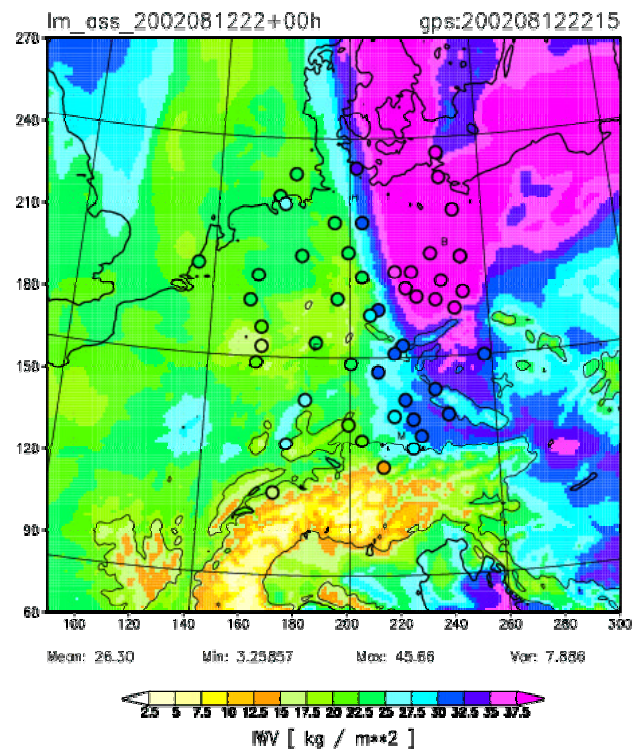 lm_ass_2002081222+00h gps:20020812​22215
270
240
210
180
150
120
90
60
100 120 140 160 180 200 220 240 260 280 300
Mean: 26.30 Min: 3.25857 Max: 45.66 Var: 7.886
2.5 5 7.5 10 12.5 15 17.5 20 22.5 25 27.5 30 32.5 35 37.5
IWV [ kg / m**2 ]